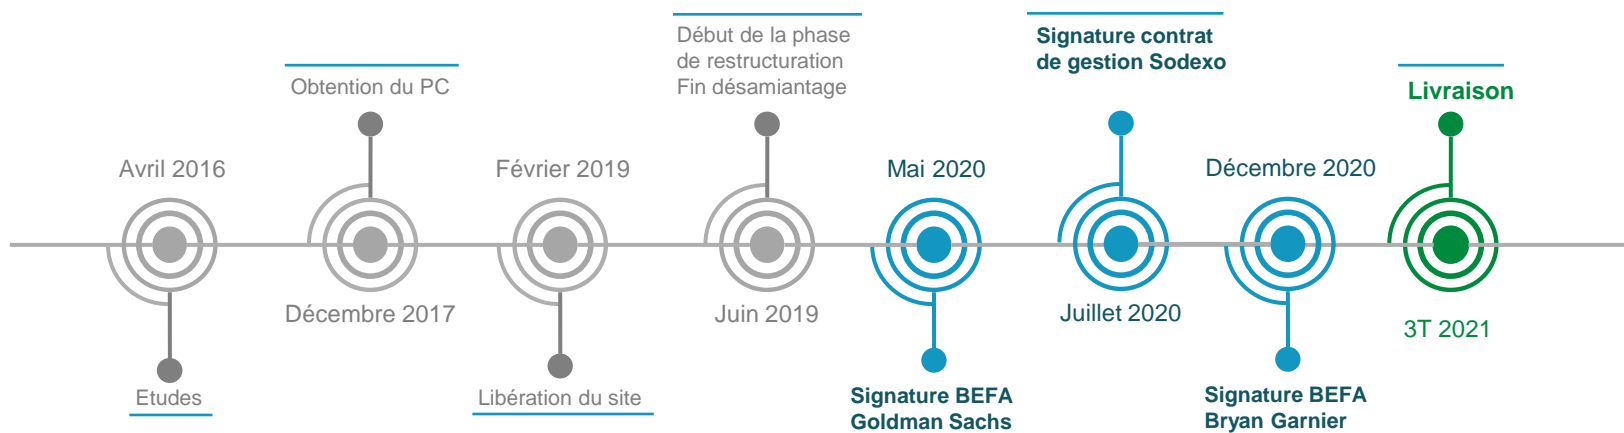 Avril 2016
Etudes
Obtention du PC
Décembre 2017
Février 2019
Libération du site
Début de la phase
de restructuration
Fin désamiantage
Juin 2019
Mai 2020
Signature BEFA
Goldman Sachs
Signature contrat
de gestion Sodexo
Juillet 2020
Décembre 2020
Signature BEFA
Bryan Garnier
Livraison
3T 2021